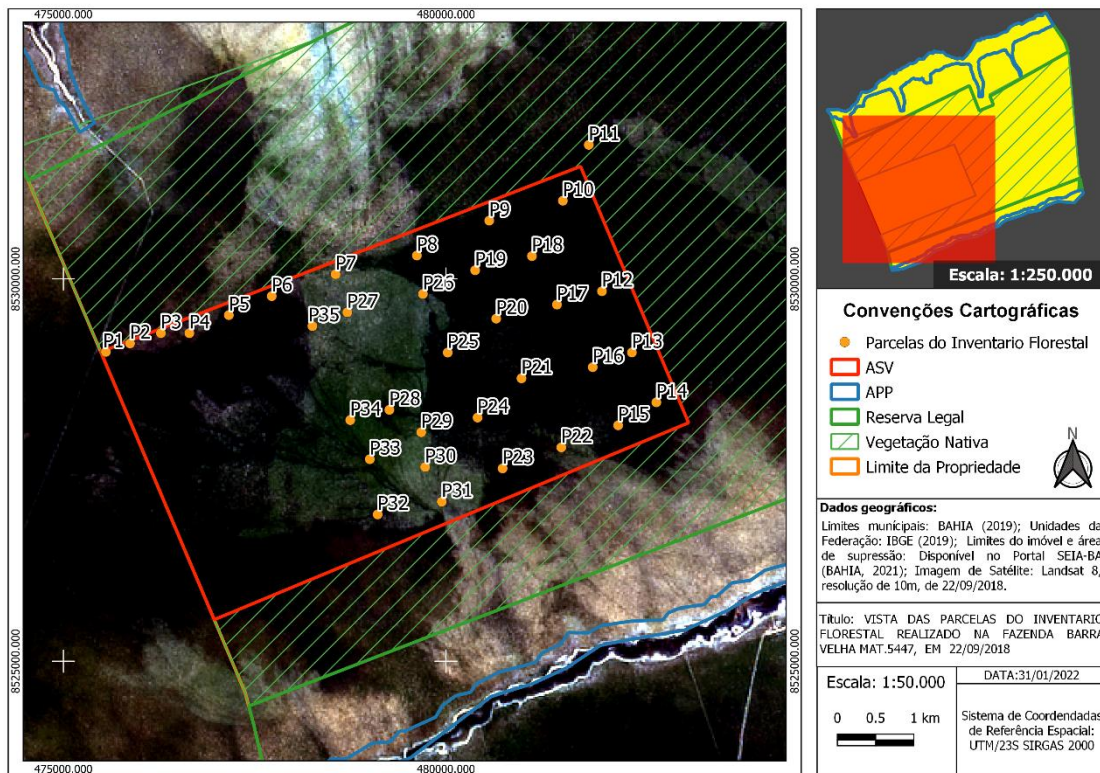 475000.000
480000.000
8530000.000
8530000.000
8525000.000
8525000.000
P11
P10
P9
P8
P18
P19
P7
P26
P12
P6
P27
P17
P5
P35
P20
P3
P4
P2
P1
P25
P13
P16
P21
P14
P28
P34
P24
P15
P29
P22
P33
P30
P23
P31
P32
475000.000
480000.000
Escala: 1:250.000
Convenções Cartográficas
Parcelas do Inventario Florestal
ASV
APP
Reserva Legal
Vegetação Nativa
Limite da Propriedade
N
Dados geográficos:
Limites munícipais: BAHIA (2019); Unidades da
Federação: IBGE (2019); Limites do imóvel e área
de supressão: Disponível no Portal SEIA-BA
(BAHIA, 2021); Imagem de Satélite: Landsat 8,
resolução de 10m, de 22/09/2018.
Título: VISTA DAS PARCELAS DO INVENTARIO
FLORESTAL REALIZADO NA FAZENDA BARRA
VELHA MAT.5447, EM 22/09/2018
Escala: 1:50.000
0 0.5 1 km
DATA:31/01/2022
Sistema de Coordendadas
de Referência Espacial:
UTM/23S SIRGAS 2000